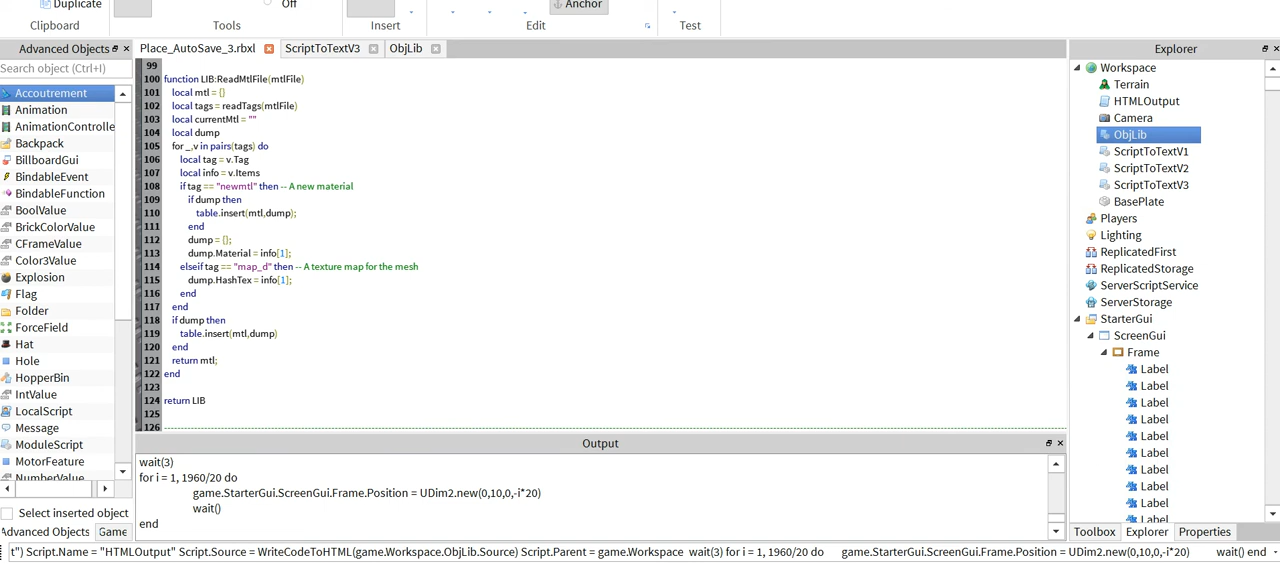 Duplicate
Off
Anchor
Clipboard
Tools
Insert
Edit
Test
Advanced Objects
Search object (Ctrl+I)
Accoutrement
Animation
AnimationControlle
Backpack
BillboardGui
BindableEvent
BindableFunction
BoolValue
BrickColorValue
CFrameValue
Color3Value
Explosion
Flag
Folder
ForceField
Hat
Hole
HopperBin
IntValue
LocalScript
Message
ModuleScript
MotorFeature
NumberValue
Select inserted object
Advanced Objects Game
Place_AutoSave_3.rbxl ScriptToTextV3 ObjLib
99
100 function LIB:ReadMtlFile(mtlFile)
101 local mtl = {}
102 local tags = readTags(mtlFile)
103 local currentMtl = ""
104 local dump
105 for _,v in pairs(tags) do
106 local tag = v.Tag
107 local info = v.Items
108 if tag == "newmtl" then -- A new material
109 if dump then
110 table.insert(mtl,dump);
111 end
112 dump = {};
113 dump.Material = info[1];
114 elseif tag == "map_d" then -- A texture map for the mesh
115 dump.HashTex = info[1];
116 end
117 end
118 if dump then
119 table.insert(mtl,dump)
120 end
121 return mtl;
122 end
123
124 return LIB
125
126
Output
wait(3)
for i = 1, 1960/20 do
game.StarterGui.ScreenGui.Frame.Position = UDim2.new(0,10,0,-i*20)
wait()
end
Explorer
Workspace
Terrain
HTMLOutput
Camera
ObjLib
ScriptToTextV1
ScriptToTextV2
ScriptToTextV3
BasePlate
Players
Lighting
ReplicatedFirst
ReplicatedStorage
ServerScriptService
ServerStorage
StarterGui
ScreenGui
Frame
Label
Label
Label
Label
Label
Label
Label
Label
Label
Label
Toolbox Explorer Properties
t") Script.Name = "HTMLOutput" Script.Source = WriteCodeToHTML(game.Workspace.ObjLib.Source) Script.Parent = game.Workspace wait(3) for i = 1, 1960/20 do game.StarterGui.ScreenGui.Frame.Position = UDim2.new(0,10,0,-i*20) wait() end